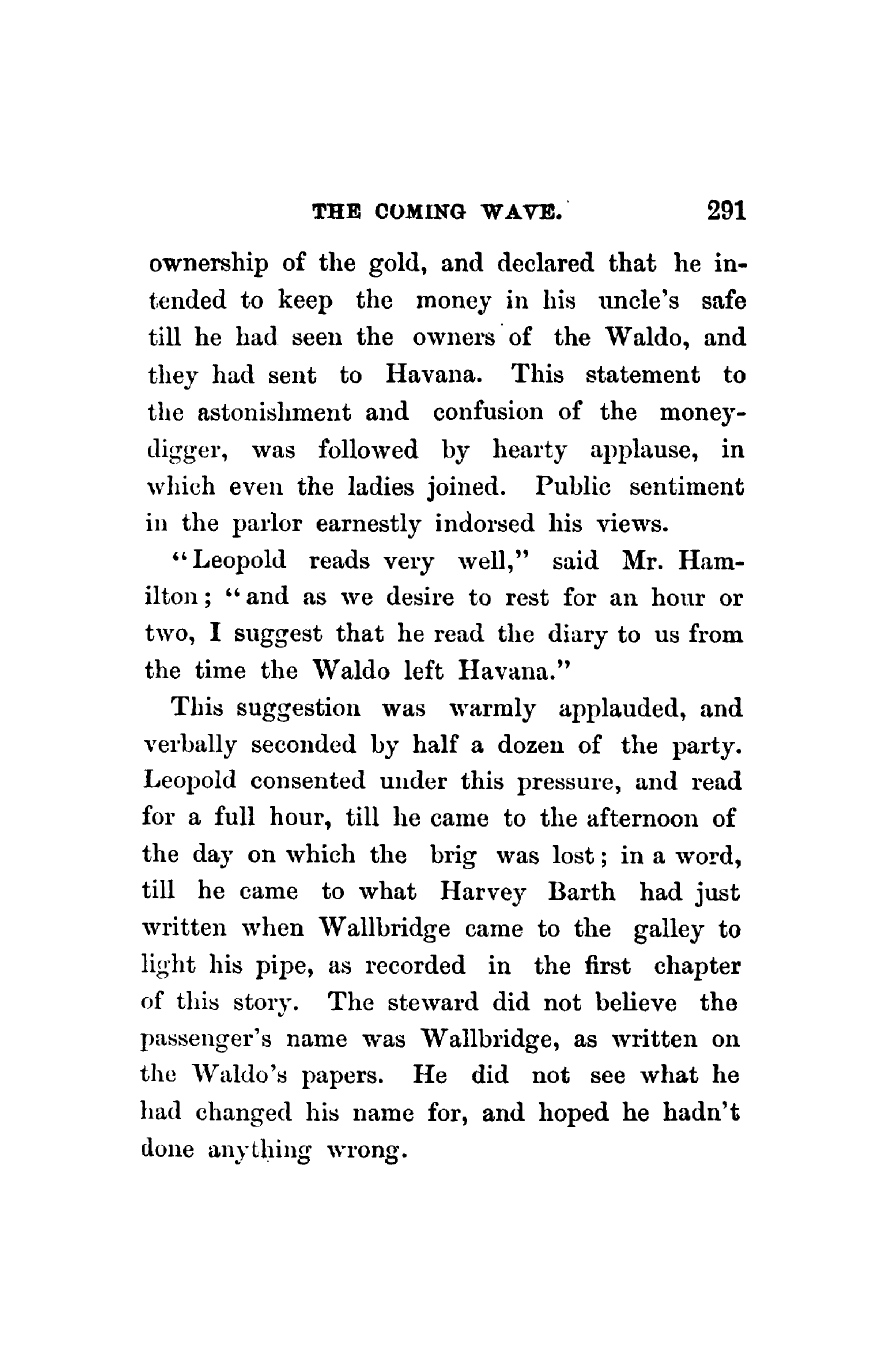 THE COMING WAVE. 291
ownership of the gold, and declared that he in-
tended to keep the money in his uncle's safe
till he had seen the owners of the Waldo, and
they had sent to Havana. This statement to
the astonishment and confusion of the money-
digger, was followed by hearty applause, in
which even the ladies joined. Public sentiment
in the parlor earnestly indorsed his views.
"Leopold reads very well," said Mr. Ham-
ilton; "and as we desire to rest for an hour or
two, I suggest that he read the diary to us from
the time the Waldo left Havana."
This suggestion was warmly applauded, and
verbally seconded by half a dozen of the party.
Leopold consented under this pressure, and read
for a full hour, till he came to the afternoon of
the day on which the brig was lost; in a word,
till he came to what Harvey Barth had just
written when Wallbridge came to the galley to
light his pipe, as recorded in the first chapter
of this story. The steward did not believe the
passenger's name was Wallbridge, as written on
the Waldo's papers. He did not see what he
had changed his name for, and hoped he hadn't
done anything wrong.